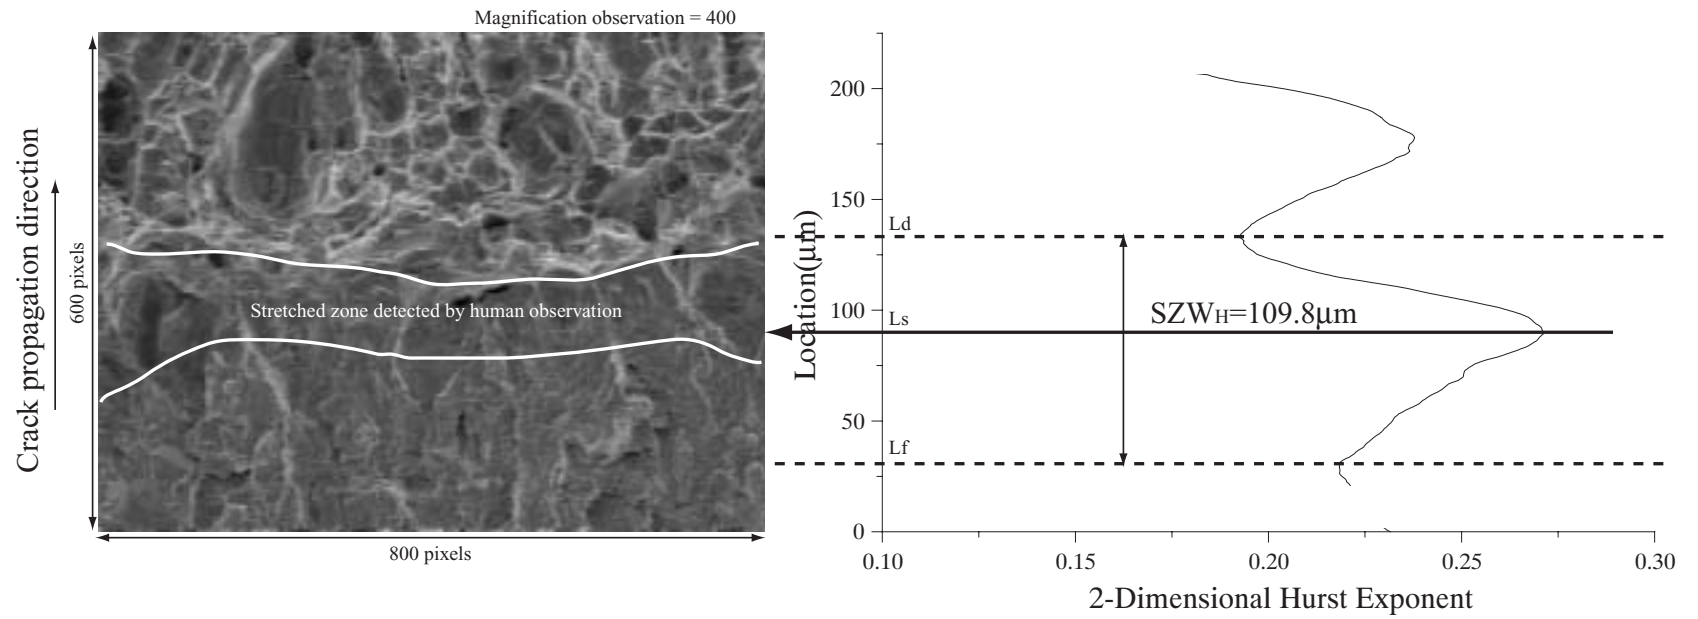 Magnification observation = 400
Crack propagation direction
600 pixels
Stretched zone detected by human observation
800 pixels
Location(μm)
200
150
100
50
0
Ld
Ls
Lf
SZWH=109.8μm
0.10 0.15 0.20 0.25 0.30
2-Dimensional Hurst Exponent